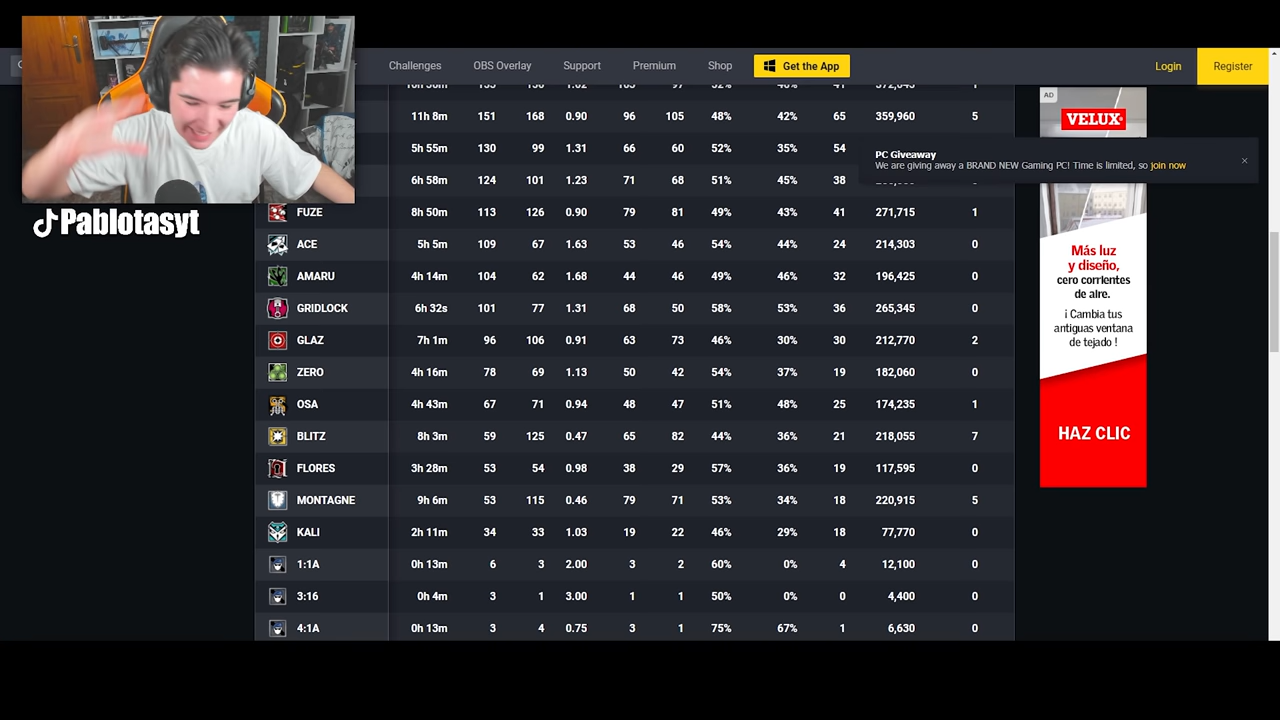 Challenges OBS Overlay Support Premium Shop Get the App Login Register
11h 8m 151 168 0.90 96 105 48% 42% 65 359,960 5
5h 55m 130 99 1.31 66 60 52% 35% 54
6h 58m 124 101 1.23 71 68 51% 45% 38
FUZE 8h 50m 113 126 0.90 79 81 49% 43% 41 271,715 1
ACE 5h 5m 109 67 1.63 53 46 54% 44% 24 214,303 0
AMARU 4h 14m 104 62 1.68 44 46 49% 46% 32 196,425 0
GRIDLOCK 6h 32s 101 77 1.31 68 50 58% 53% 36 265,345 0
GLAZ 7h 1m 96 106 0.91 63 73 46% 30% 30 212,770 2
ZERO 4h 16m 78 69 1.13 50 42 54% 37% 19 182,060 0
OSA 4h 43m 67 71 0.94 48 47 51% 48% 25 174,235 1
BLITZ 8h 3m 59 125 0.47 65 82 44% 36% 21 218,055 7
FLORES 3h 28m 53 54 0.98 38 29 57% 36% 19 117,595 0
MONTAGNE 9h 6m 53 115 0.46 79 71 53% 34% 18 220,915 5
KALI 2h 11m 34 33 1.03 19 22 46% 29% 18 77,770 0
1:1A 0h 13m 6 3 2.00 3 2 60% 0% 4 12,100 0
3:16 0h 4m 3 1 3.00 1 1 50% 0% 0 4,400 0
4:1A 0h 13m 3 4 0.75 3 1 75% 67% 1 6,630 0
Pablotasyt
AD
VELUX
PC Giveaway
We are giving away a BRAND NEW Gaming PC! Time is limited, so join now
Más luz
y diseño,
cero corrientes
de aire.
¡ Cambia tus
antiguas ventana
de tejado !
HAZ CLIC